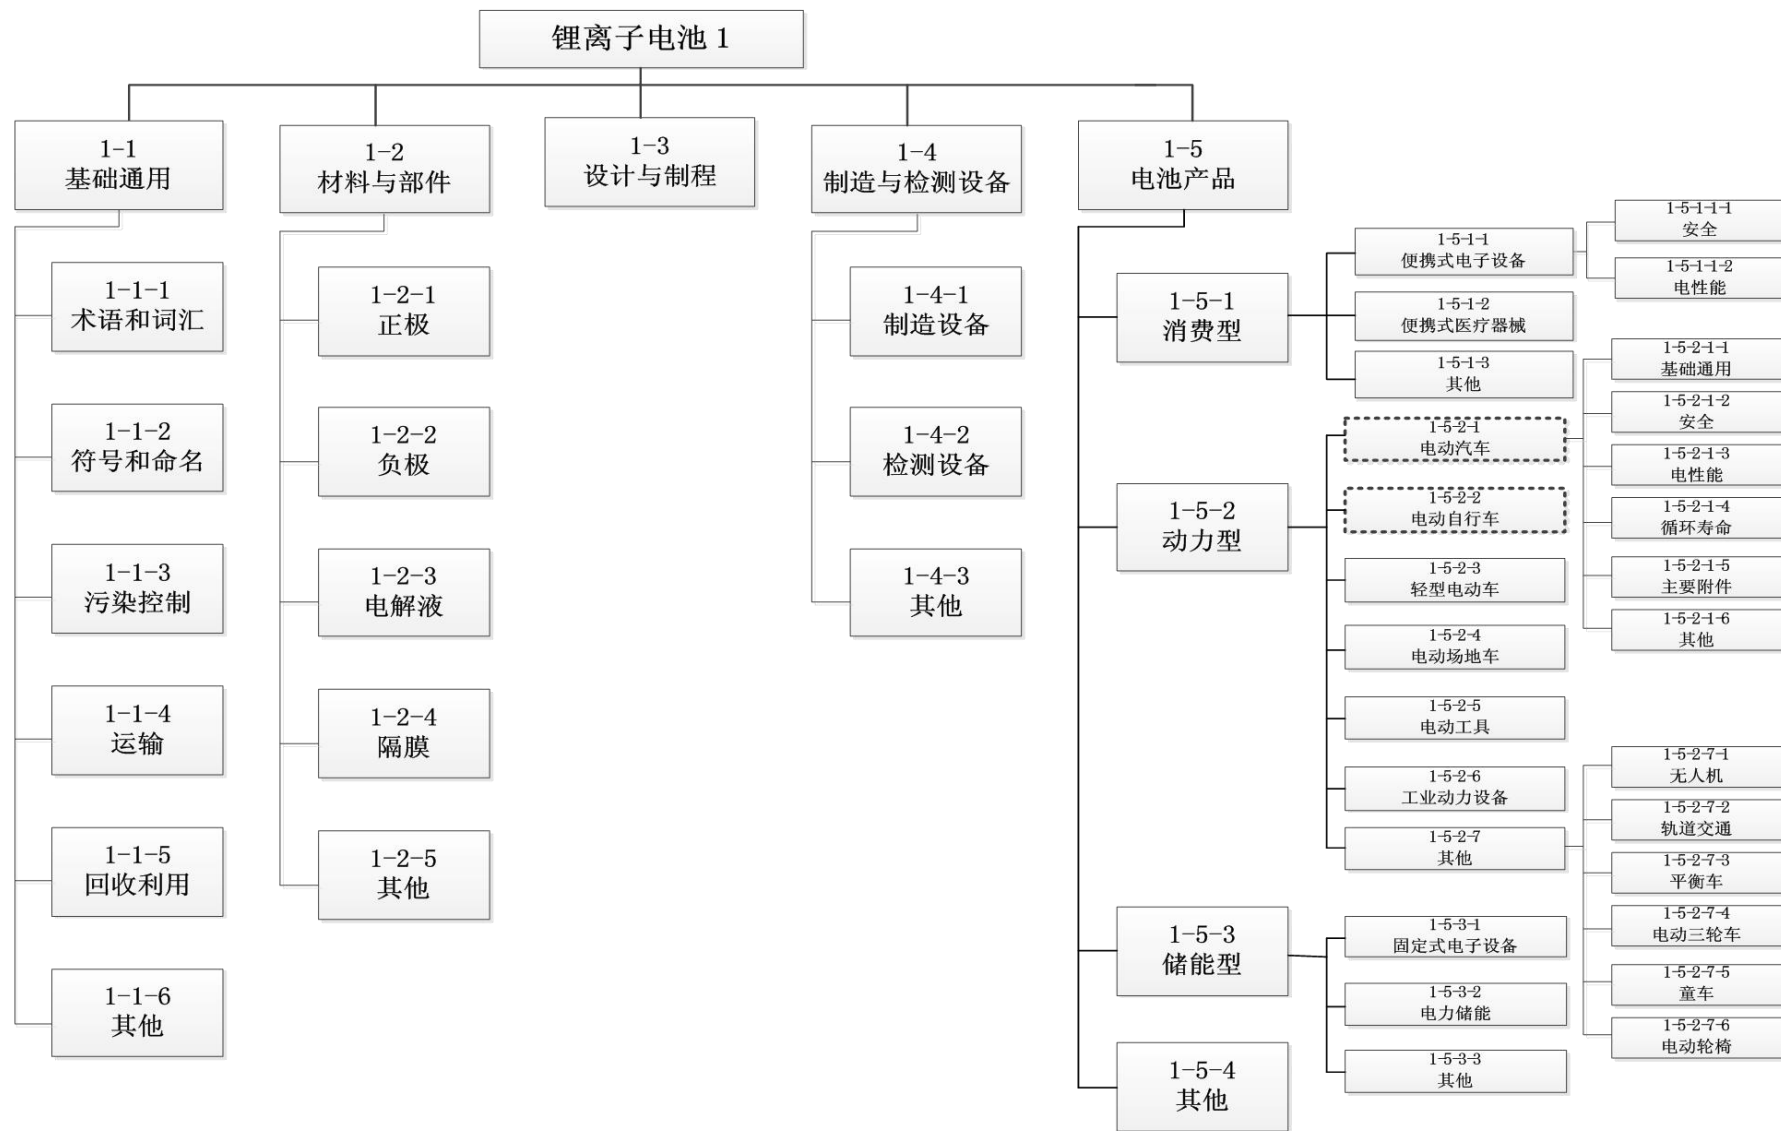 锂离子电池 1
1-1
基础通用
1-1-1
术语和词汇
1-1-2
符号和命名
1-1-3
污染控制
1-1-4
运输
1-1-5
回收利用
1-1-6
其他
1-2
材料与部件
1-2-1
正极
1-2-2
负极
1-2-3
电解液
1-2-4
隔膜
1-2-5
其他
1-3
设计与制程
1-4
制造与检测设备
1-4-1
制造设备
1-4-2
检测设备
1-4-3
其他
1-5
电池产品
1-5-1
消费型
1-5-1-1
便携式电子设备
1-5-1-1-1
安全
1-5-1-1-2
电性能
1-5-1-2
便携式医疗器械
1-5-1-3
其他
1-5-2
动力型
1-5-2-1
电动汽车
1-5-2-1-1
基础通用
1-5-2-1-2
安全
1-5-2-1-3
电性能
1-5-2-1-4
循环寿命
1-5-2-1-5
主要附件
1-5-2-1-6
其他
1-5-2-2
电动自行车
1-5-2-3
轻型电动车
1-5-2-4
电动场地车
1-5-2-5
电动工具
1-5-2-6
工业动力设备
1-5-2-7
其他
1-5-2-7-1
无人机
1-5-2-7-2
轨道交通
1-5-2-7-3
平衡车
1-5-2-7-4
电动三轮车
1-5-2-7-5
童车
1-5-2-7-6
电动轮椅
1-5-3
储能型
1-5-3-1
固定式电子设备
1-5-3-2
电力储能
1-5-3-3
其他
1-5-4
其他